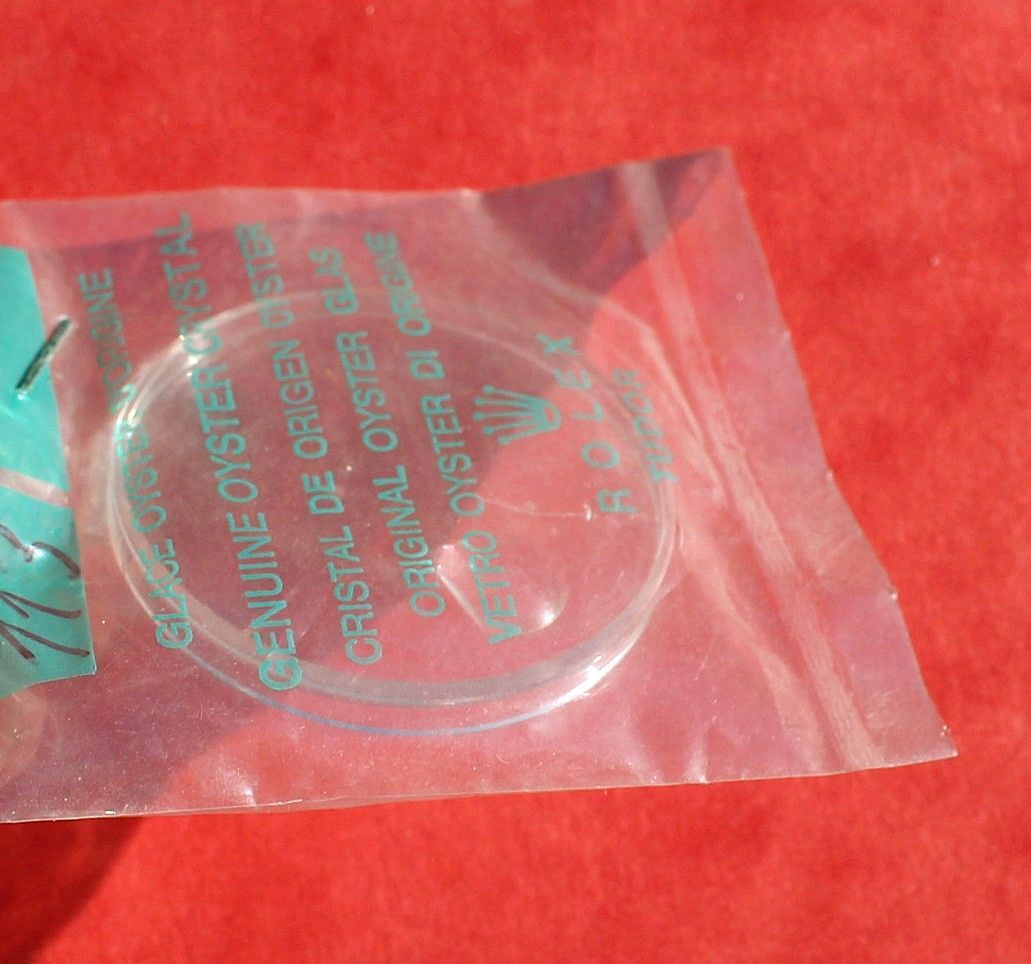 GLACE OYSTER D'ORIGINE
GENUINE OYSTER CRYSTAL
CRISTAL DE ORIGEN OYSTER
ORIGINAL OYSTER GLAS
VETRO OYSTER DI ORIGINE
ROLEX
TUDOR